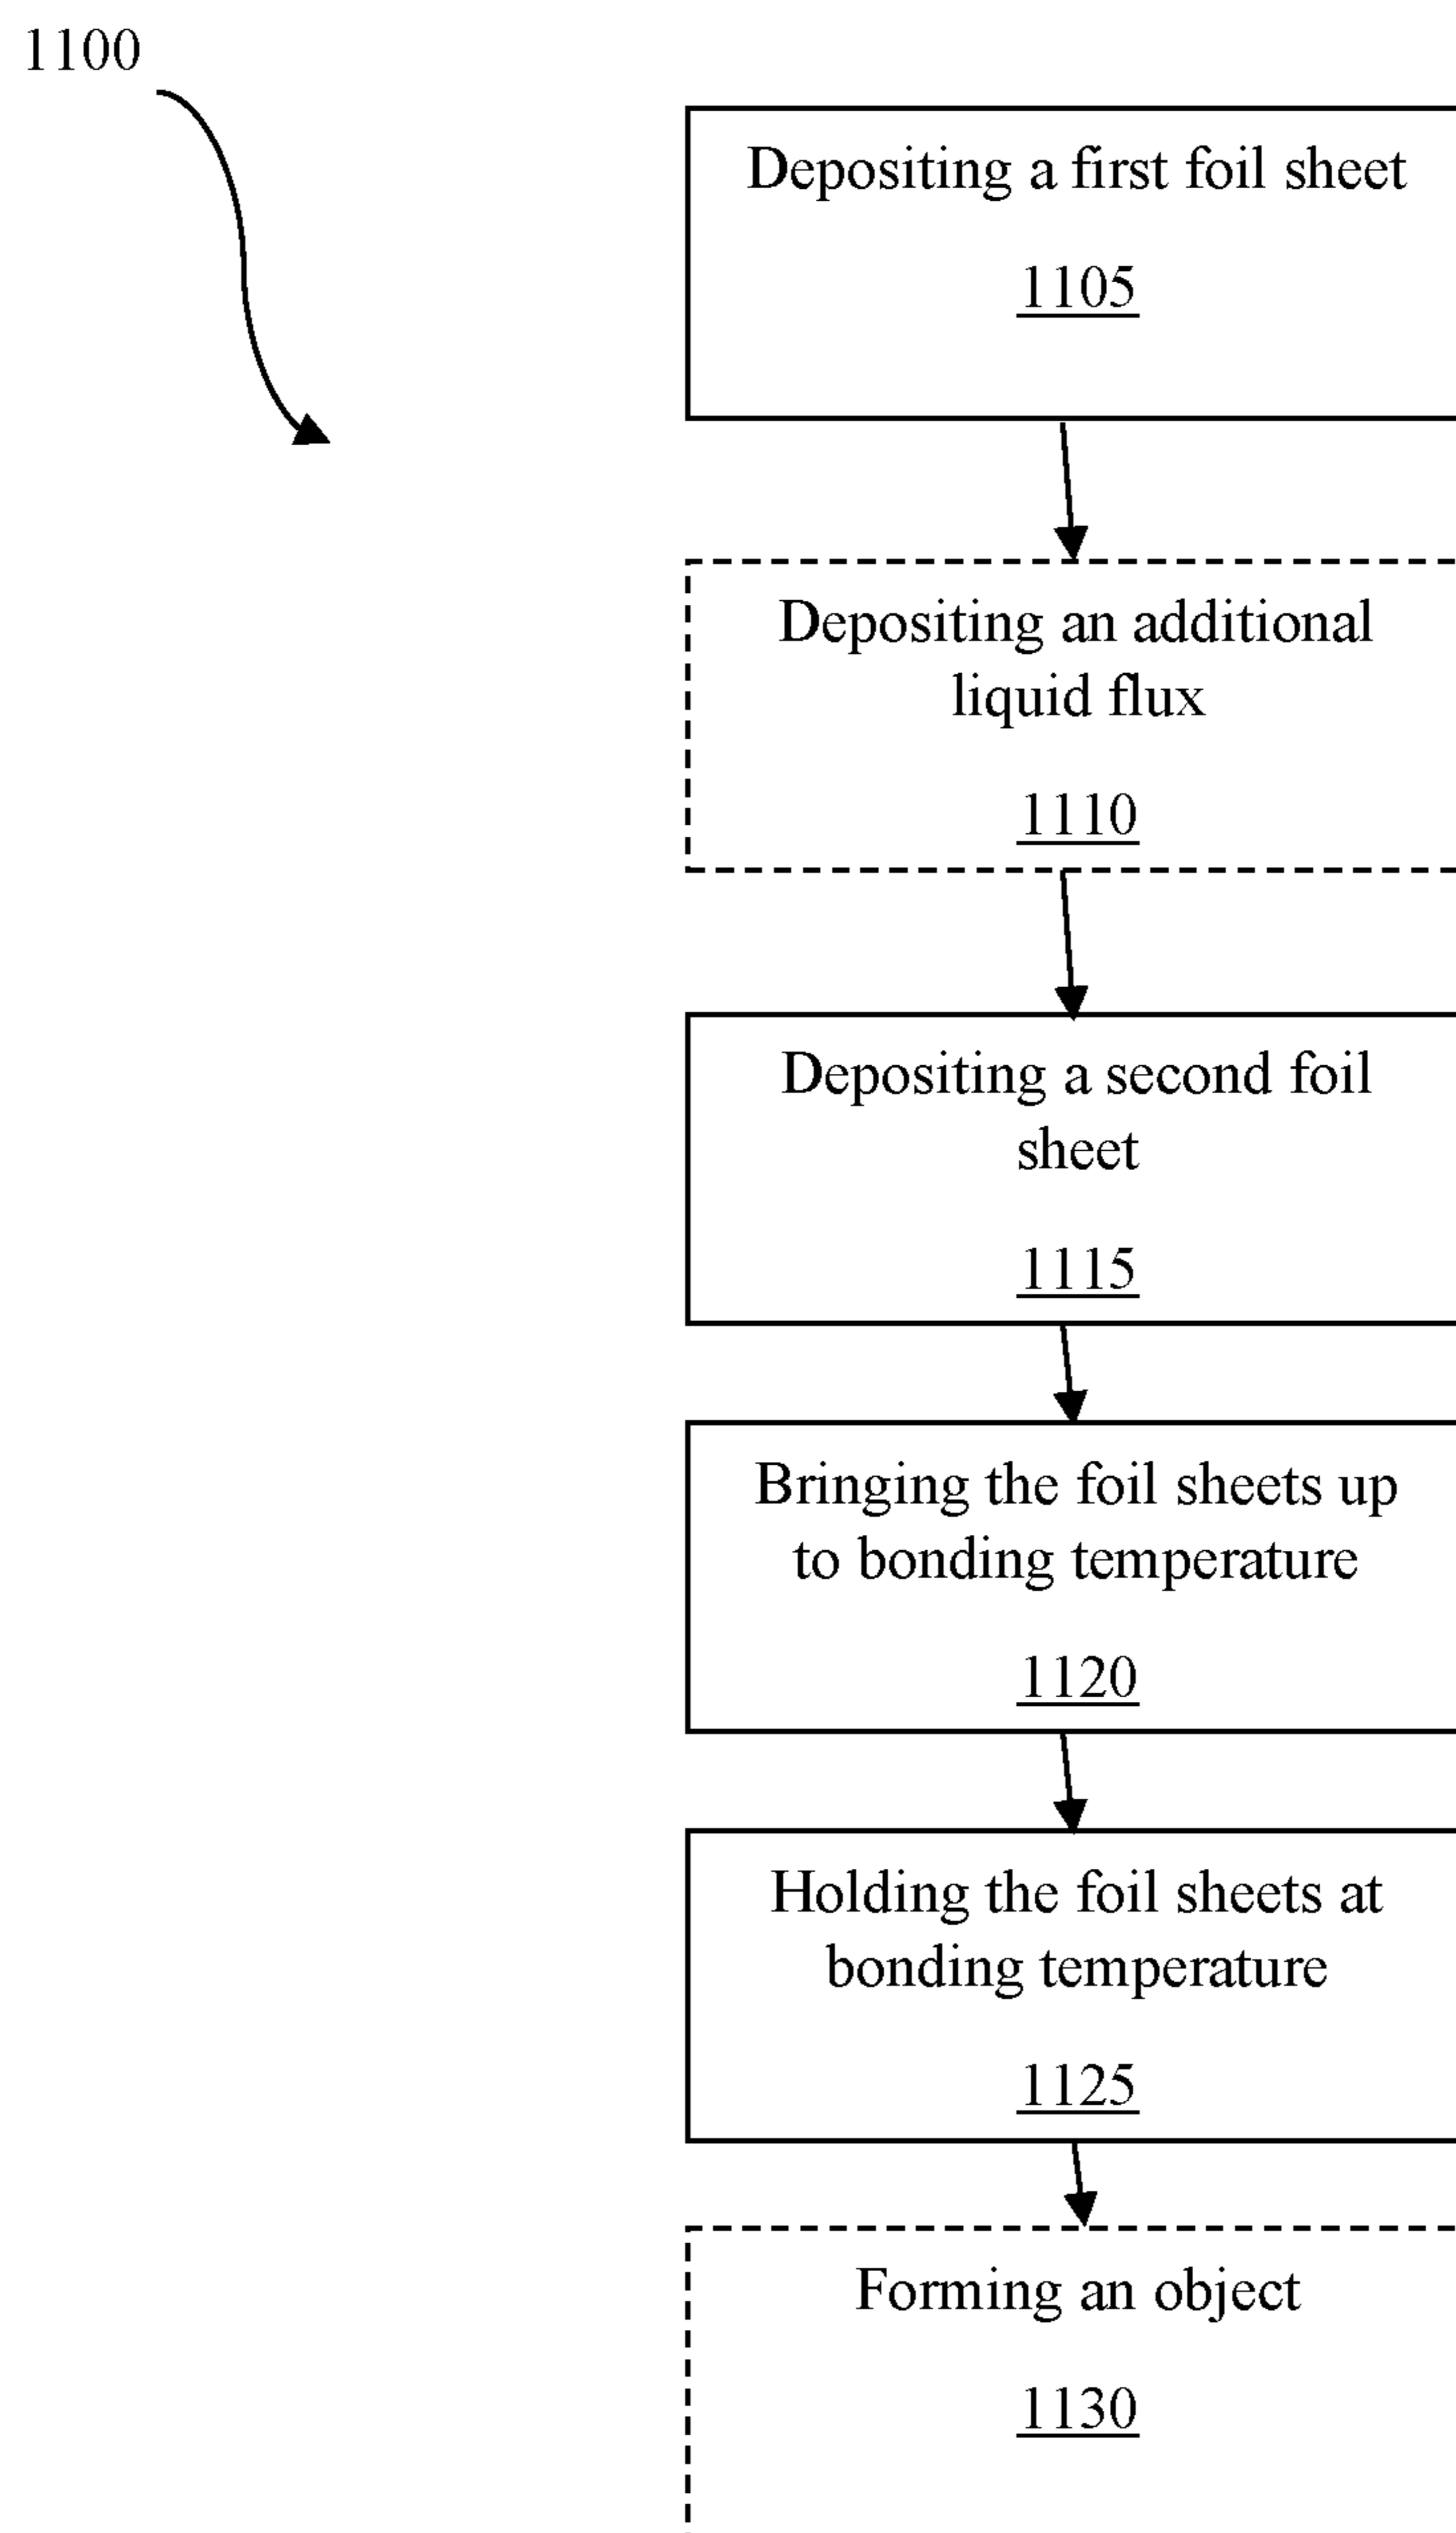 1100
Depositing a first foil sheet
1105
Depositing an additional
liquid flux
1110
Depositing a second foil
sheet
1115
Bringing the foil sheets up
to bonding temperature
1120
Holding the foil sheets at
bonding temperature
1125
Forming an object
1130